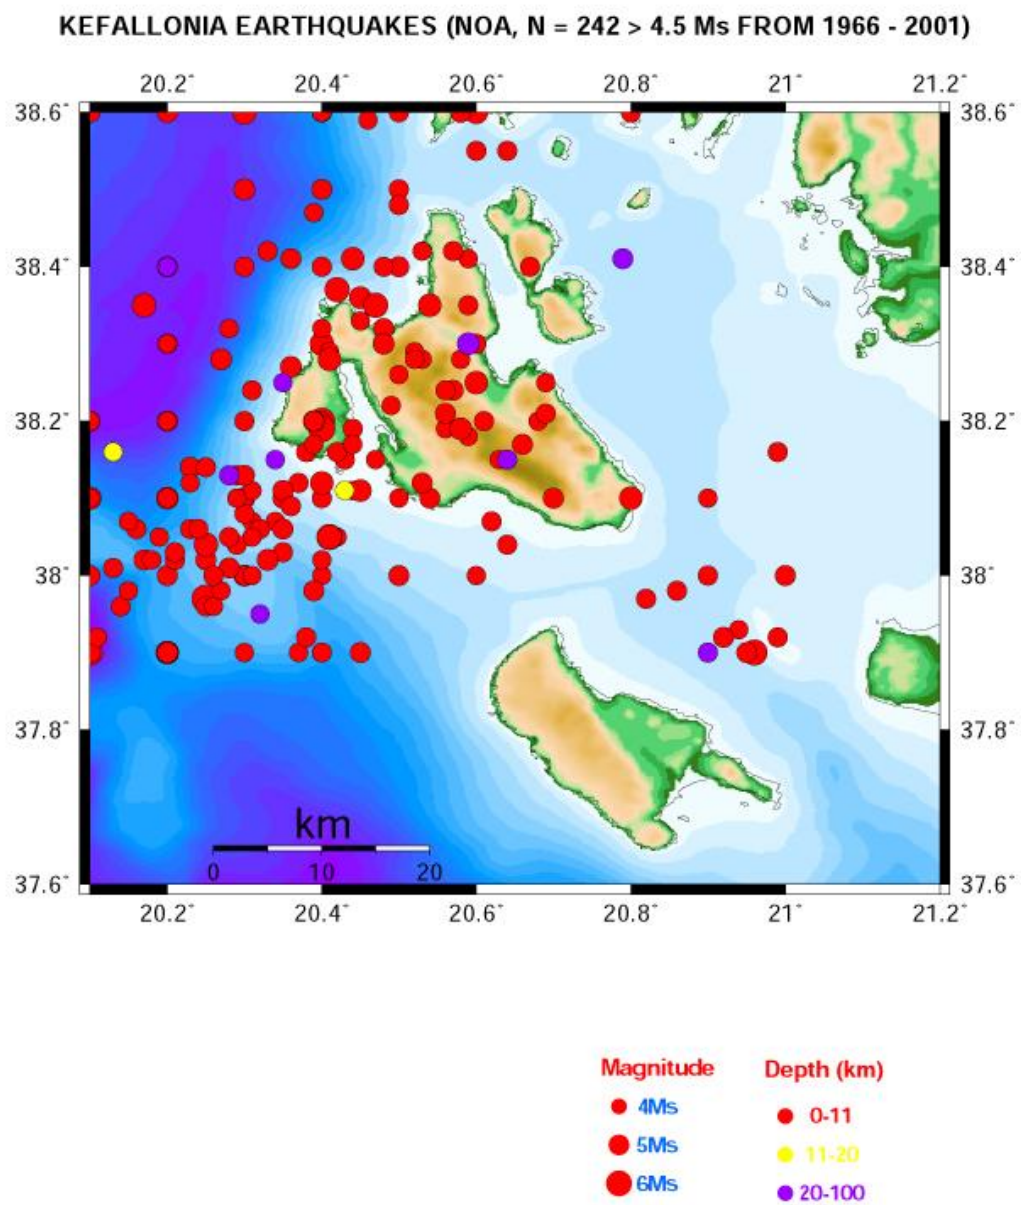 KEFALLONIA EARTHQUAKES (NOA, N = 242 > 4.5 Ms FROM 1966 - 2001)
20.2° 20.4° 20.6° 20.8° 21° 21.2°
38.6° 38.6°
38.4° 38.4°
38.2° 38.2°
38° 38°
37.8° 37.8°
km
0 10 20
37.6° 37.6°
20.2° 20.4° 20.6° 20.8° 21° 21.2°
Magnitude Depth (km)
4Ms 0-11
5Ms 11-20
6Ms 20-100